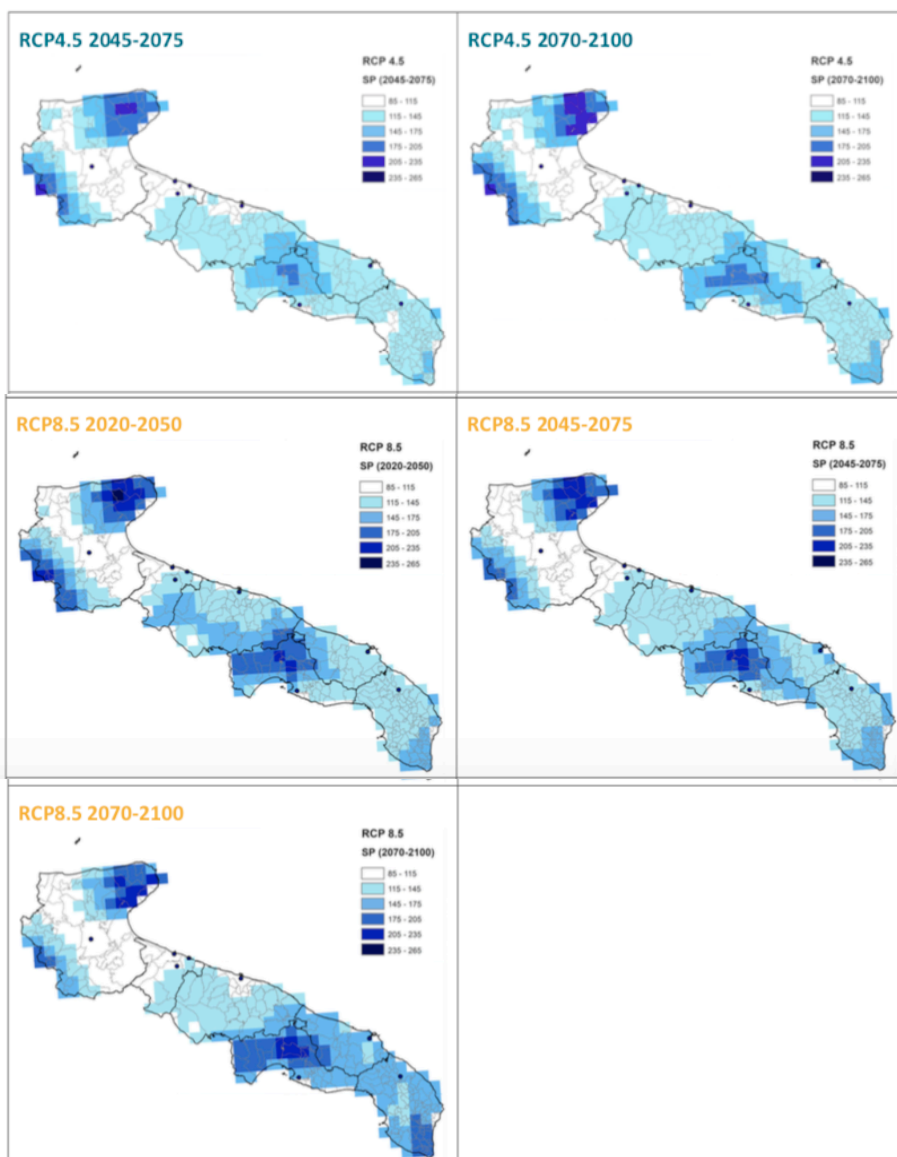 RCP4.5 2045-2075
RCP 4.5
SP (2045-2075)
85 - 115
115 - 145
145 - 175
175 - 205
205 - 235
235 - 265
RCP4.5 2070-2100
RCP 4.5
SP (2070-2100)
85 - 115
115 - 145
145 - 175
175 - 205
205 - 235
235 - 265
RCP8.5 2020-2050
RCP 8.5
SP (2020-2050)
85 - 115
115 - 145
145 - 175
175 - 205
205 - 235
235 - 265
RCP8.5 2045-2075
RCP 8.5
SP (2045-2075)
85 - 115
115 - 145
145 - 175
175 - 205
205 - 235
235 - 265
RCP8.5 2070-2100
RCP 8.5
SP (2070-2100)
85 - 115
115 - 145
145 - 175
175 - 205
205 - 235
235 - 265